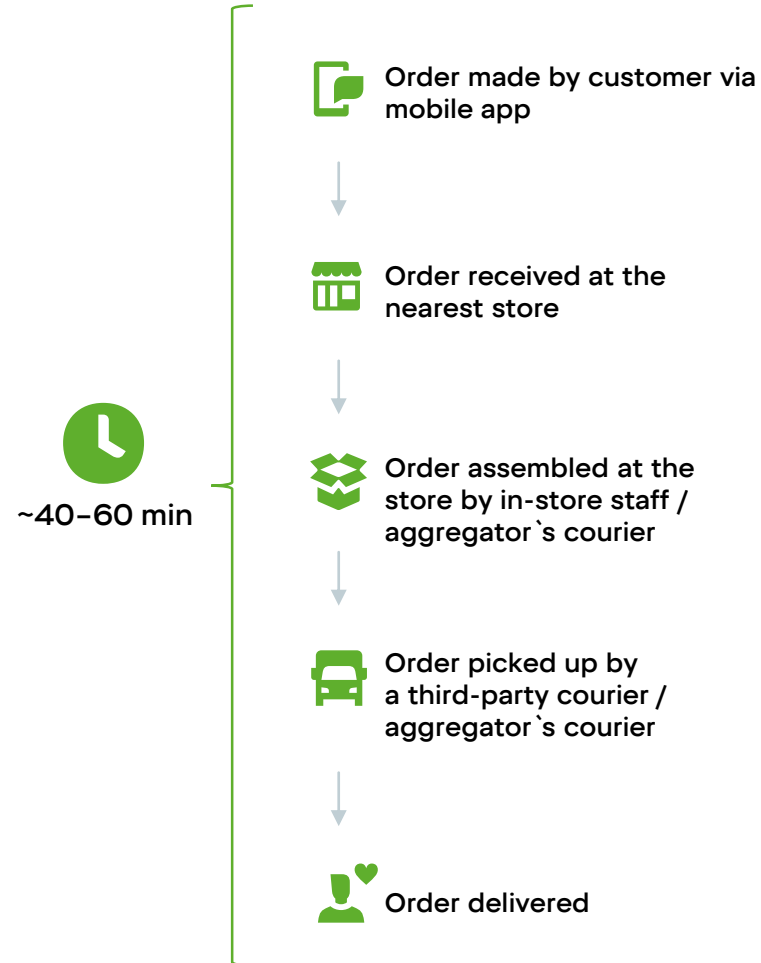 Order made by customer via
mobile app
Order received at the
nearest store
~40–60 min
Order assembled at the
store by in-store staff /
aggregator`s courier
Order picked up by
a third-party courier /
aggregator`s courier
Order delivered